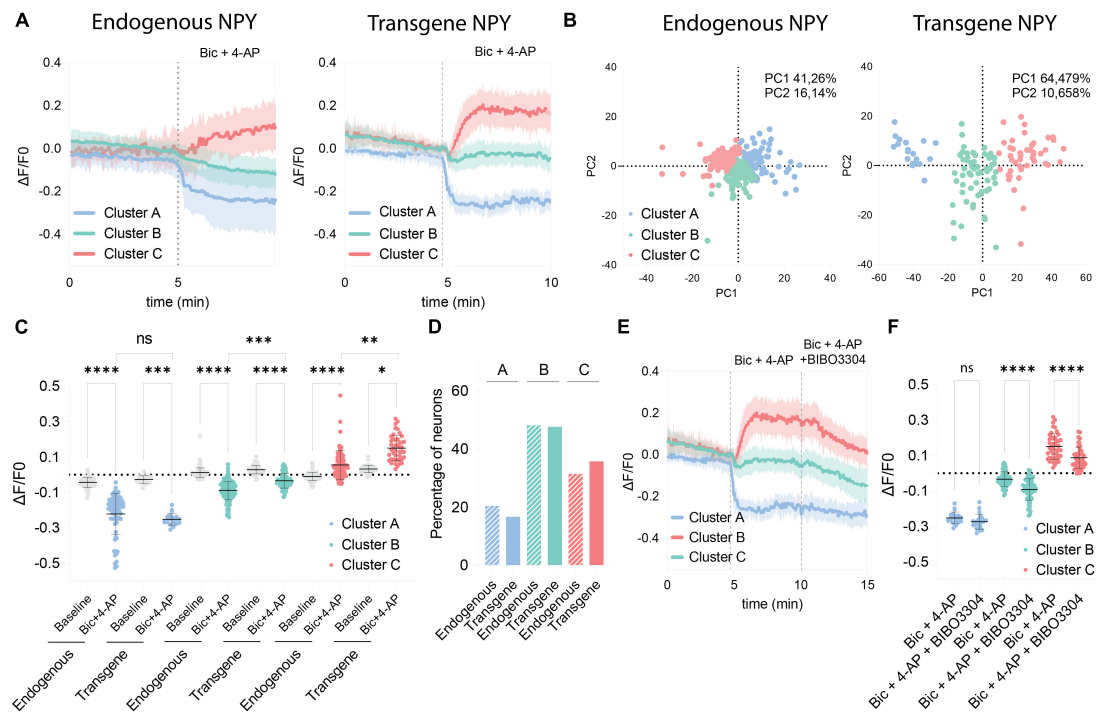 A
Endogenous NPY
Transgene NPY
Bic + 4-AP
Bic + 4-AP
0.4
0.2
0.0
-0.2
-0.4
ΔF/F0
Cluster A
Cluster B
Cluster C
0
5
time (min)
0.4
0.2
0.0
-0.2
-0.4
Cluster A
Cluster B
Cluster C
0
5
10
time (min)
B
Endogenous NPY
Transgene NPY
PC1 41,26%
PC2 16,14%
40
20
0
-20
-40
PC2
Cluster A
Cluster B
Cluster C
-40
-20
0
20
40
PC1
PC1 64,479%
PC2 10,658%
40
20
0
-20
-40
PC2
-60
-40
-20
0
20
40
60
PC1
C
ns
***
**
****
***
****
****
****
*
0.5
0.3
0.1
-0.1
-0.3
-0.5
ΔF/F0
Cluster A
Cluster B
Cluster C
Baseline
Bic+4-AP
Baseline
Bic+4-AP
Baseline
Bic+4-AP
Baseline
Bic+4-AP
Baseline
Bic+4-AP
Baseline
Bic+4-AP
Endogenous
Transgene
Endogenous
Transgene
Endogenous
Transgene
D
A
B
C
60
40
20
0
Percentage of neurons
Endogenous
Transgene
Endogenous
Transgene
Endogenous
Transgene
E
Bic + 4-AP
Bic + 4-AP
+BIBO3304
0.4
0.2
0.0
-0.2
-0.4
ΔF/F0
Cluster A
Cluster B
Cluster C
0
5
10
15
time (min)
F
ns
****
****
0.5
0.3
0.1
-0.1
-0.3
-0.5
ΔF/F0
Cluster A
Cluster B
Cluster C
Bic + 4-AP
Bic + 4-AP + BIBO3304
Bic + 4-AP
Bic + 4-AP + BIBO3304
Bic + 4-AP
Bic + 4-AP + BIBO3304